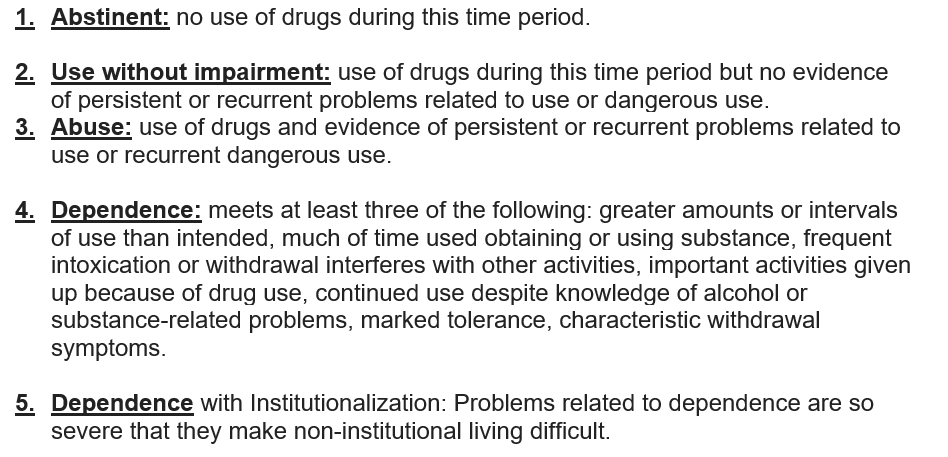 1. Abstinent: no use of drugs during this time period.
2. Use without impairment: use of drugs during this time period but no evidence
of persistent or recurrent problems related to use or dangerous use.
3. Abuse: use of drugs and evidence of persistent or recurrent problems related to
use or recurrent dangerous use.
4. Dependence: meets at least three of the following: greater amounts or intervals
of use than intended, much of time used obtaining or using substance, frequent
intoxication or withdrawal interferes with other activities, important activities given
up because of drug use, continued use despite knowledge of alcohol or
substance-related problems, marked tolerance, characteristic withdrawal
symptoms.
5. Dependence with Institutionalization: Problems related to dependence are so
severe that they make non-institutional living difficult.